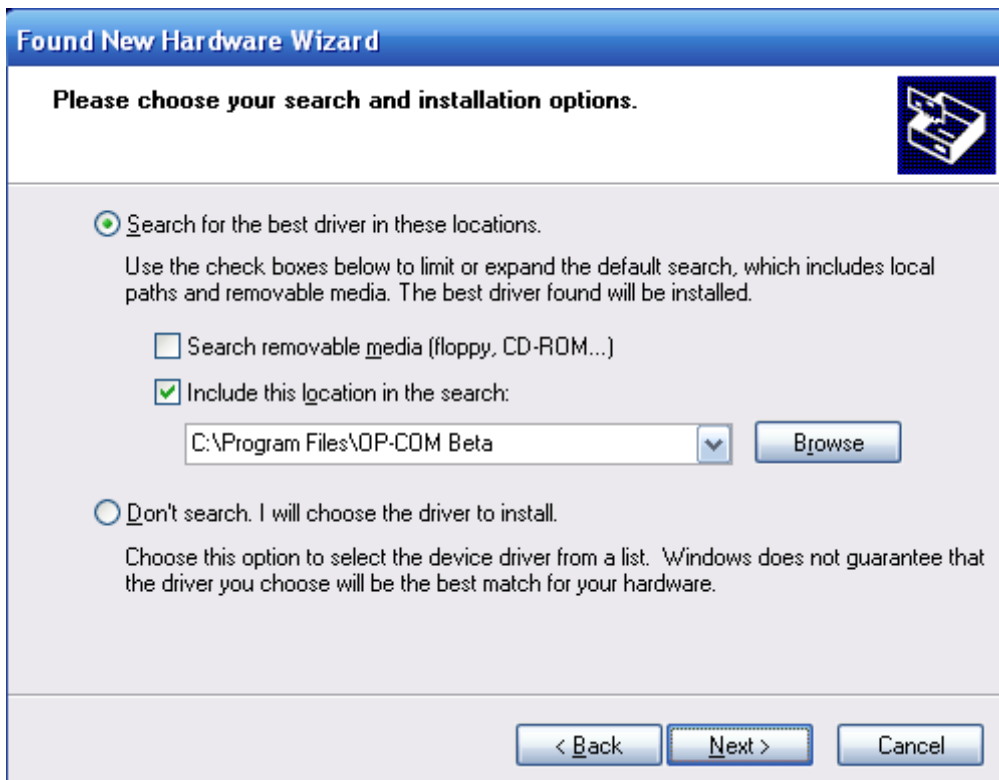 Found New Hardware Wizard
Please choose your search and installation options.
Search for the best driver in these locations.
Use the check boxes below to limit or expand the default search, which includes local
paths and removable media. The best driver found will be installed.
Search removable media (floppy, CD-ROM...)
Include this location in the search:
C:\Program Files\OP-COM Beta
Browse
Don't search. I will choose the driver to install.
Choose this option to select the device driver from a list. Windows does not guarantee that
the driver you choose will be the best match for your hardware.
< Back
Next >
Cancel